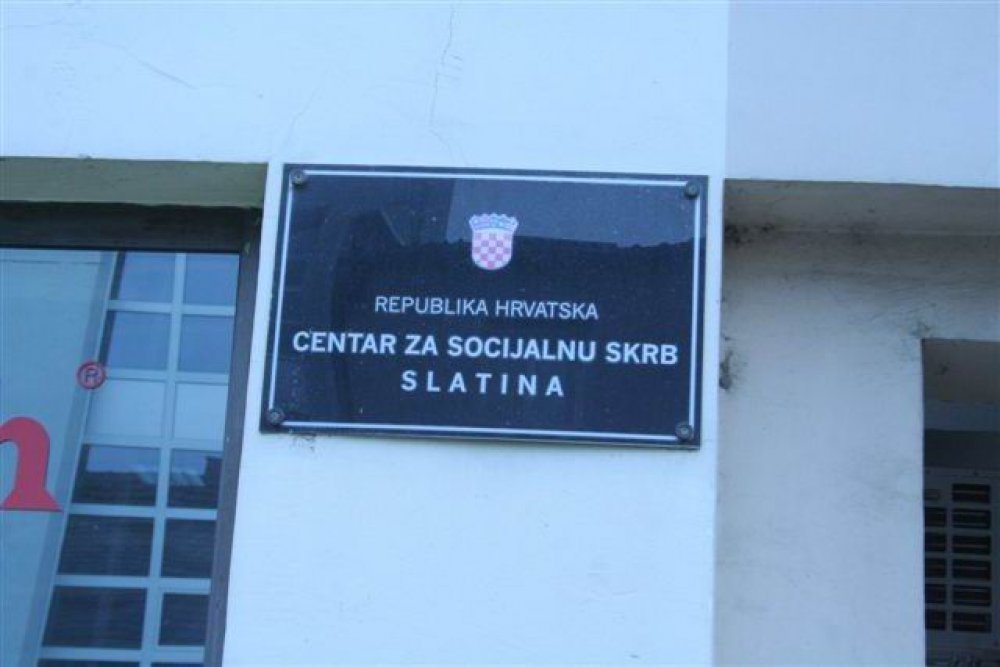 REPUBLIKA HRVATSKA
CENTAR ZA SOCIJALNU SKRB
SLATINA
®
n